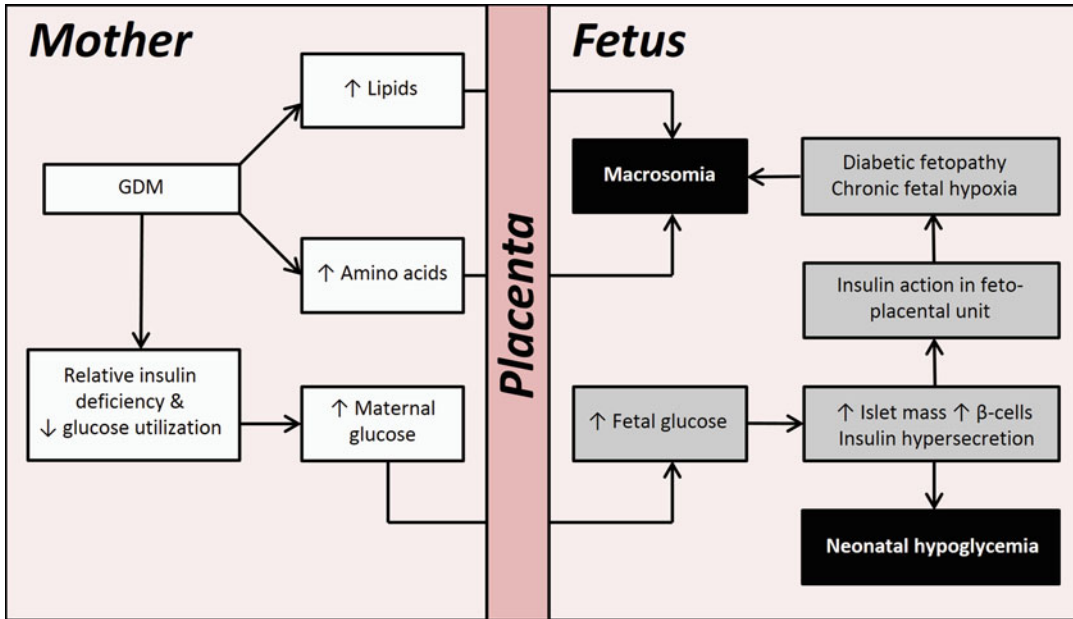 Mother
↑ Lipids
GDM
↑ Amino acids
Relative insulin
deficiency &
↓ glucose utilization
↑ Maternal
glucose
Placenta
Fetus
Macrosomia
Diabetic fetopathy
Chronic fetal hypoxia
Insulin action in feto-
placental unit
↑ Fetal glucose
↑ Islet mass ↑ β-cells
Insulin hypersecretion
Neonatal hypoglycemia